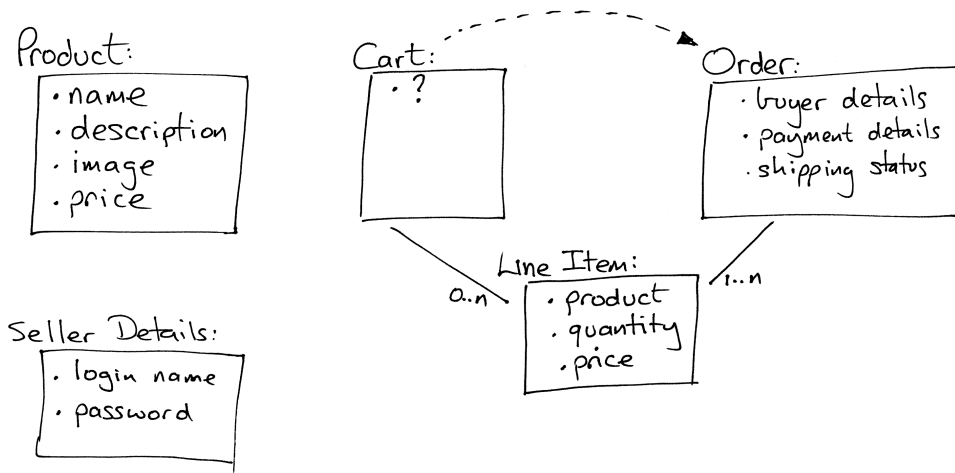 Product:
· name
· description
· image
· price
Cart:
· ?
Order:
· buyer details
· payment details
· shipping status
0..n
Line Item:
1..n
· product
· quantity
· price
Seller Details:
· login name
· password